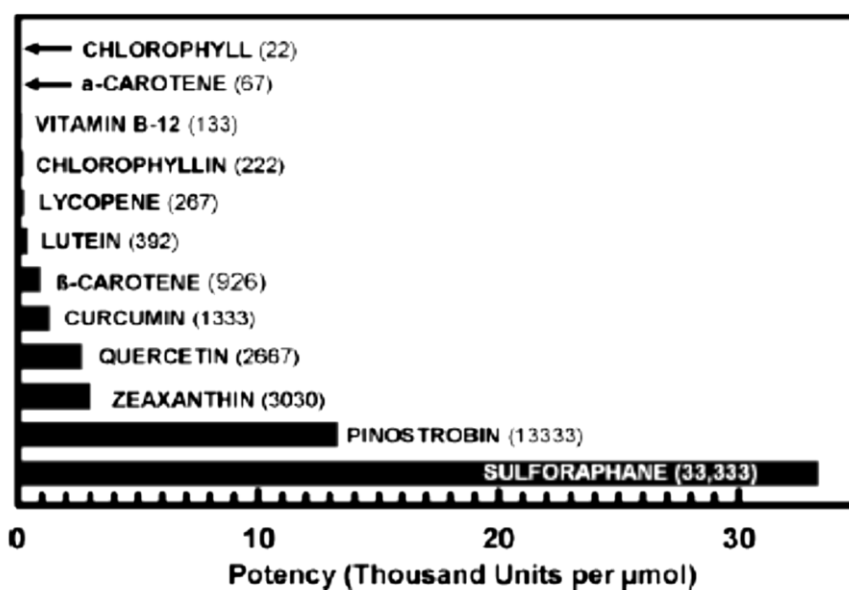 CHLOROPHYLL (22)
a-CAROTENE (67)
VITAMIN B-12 (133)
CHLOROPHYLLIN (222)
LYCOPENE (267)
LUTEIN (392)
ß-CAROTENE (926)
CURCUMIN (1333)
QUERCETIN (2667)
ZEAXANTHIN (3030)
PINOSTROBIN (13333)
SULFORAPHANE (33,333)
0 10 20 30
Potency (Thousand Units per µmol)